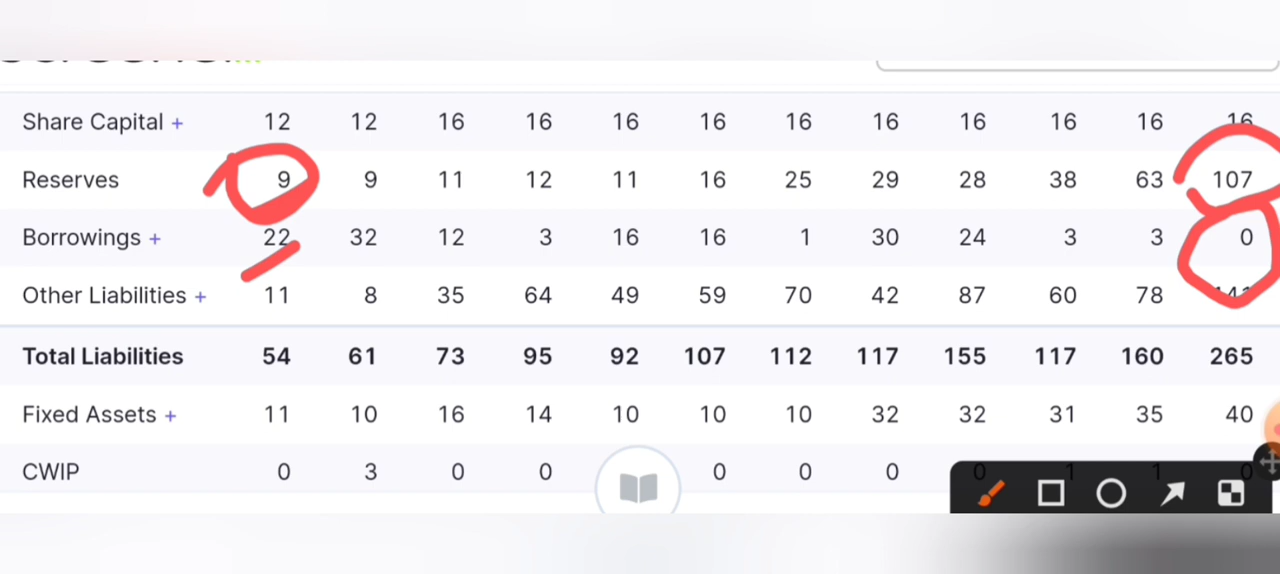 Share Capital + 12 12 16 16 16 16 16 16 16 16 16 16
Reserves 9 9 11 12 11 16 25 29 28 38 63 107
Borrowings + 22 32 12 3 16 16 1 30 24 3 3 0
Other Liabilities + 11 8 35 64 49 59 70 42 87 60 78
Total Liabilities 54 61 73 95 92 107 112 117 155 117 160 265
Fixed Assets + 11 10 16 14 10 10 10 32 32 31 35 40
CWIP 0 3 0 0 0 0 0 0 1 1 0